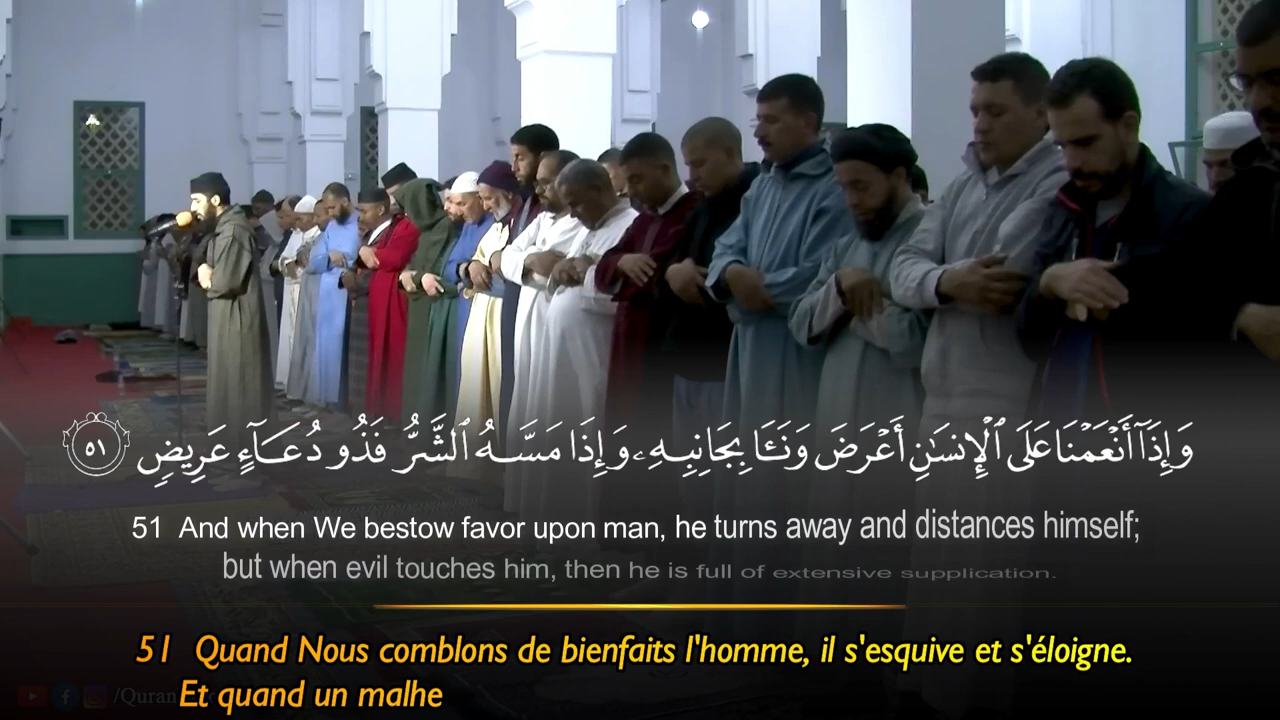 وَإِذَآ أَنْعَمْنَا عَلَى ٱلْإِنسَٰنِ أَعْرَضَ وَنَـَٔا بِجَانِبِهِۦ وَإِذَا مَسَّهُ ٱلشَّرُّ فَذُو دُعَآءٍ عَرِيضٍ ٥١
51 And when We bestow favor upon man, he turns away and distances himself;
but when evil touches him, then he is full of extensive supplication.
51 Quand Nous comblons de bienfaits l'homme, il s'esquive et s'éloigne.
Et quand un malhe
/Quran